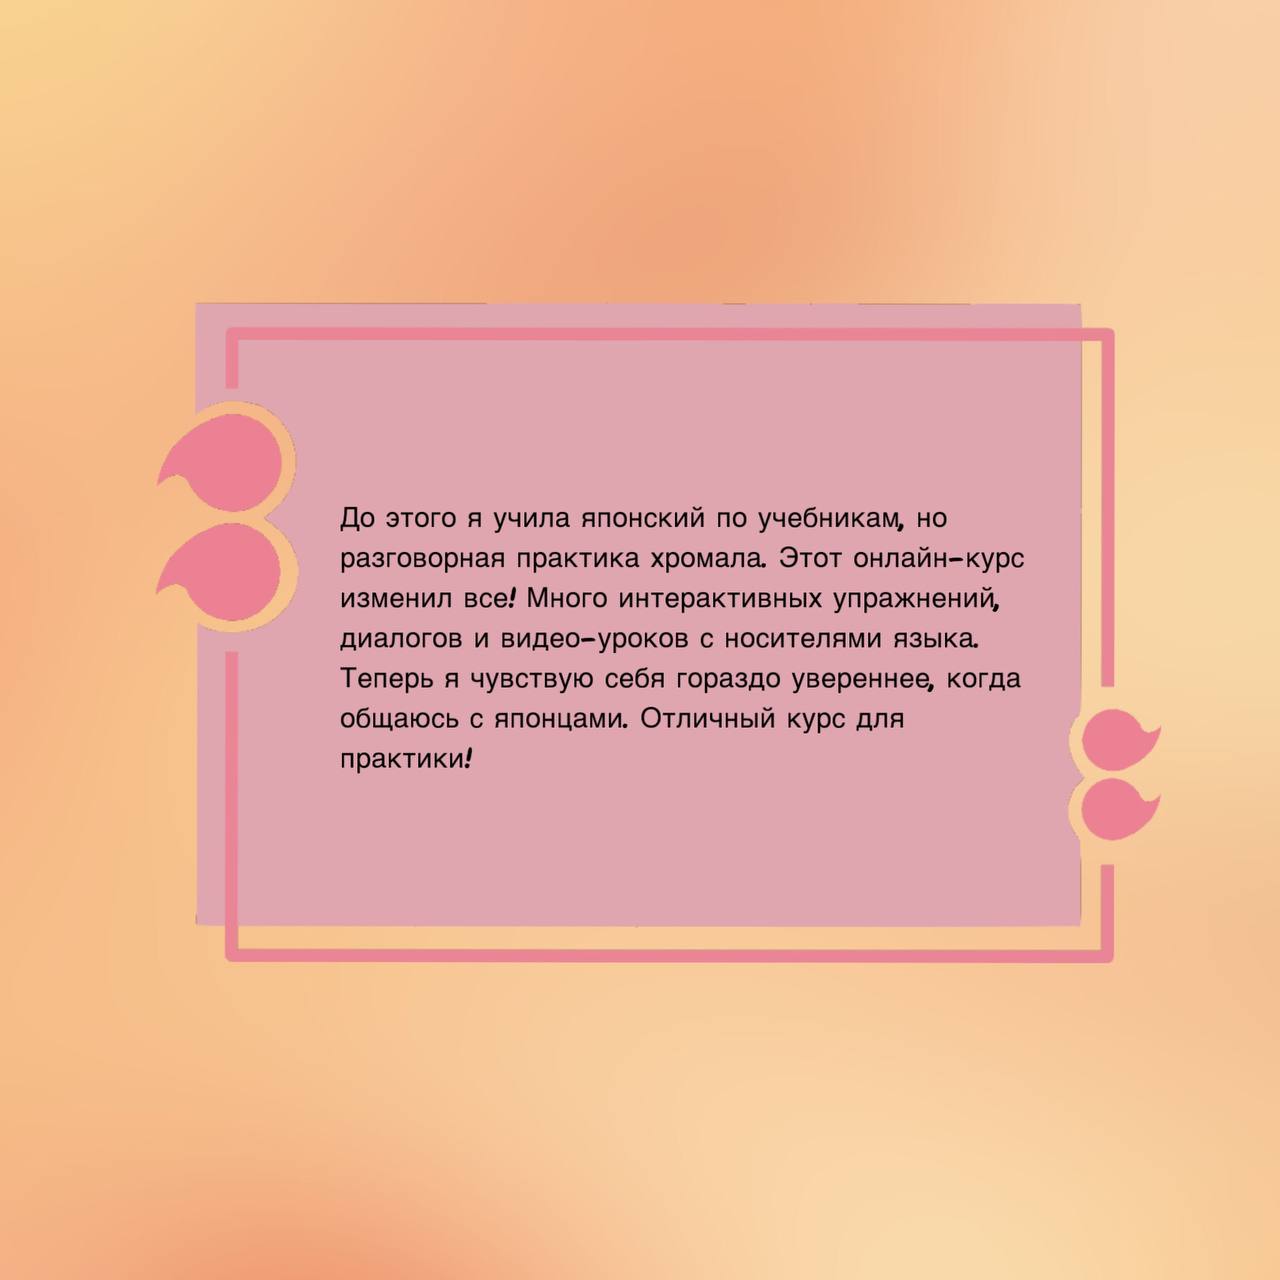 До этого я учила японский по учебникам, но
разговорная практика хромала. Этот онлайн-курс
изменил все! Много интерактивных упражнений,
диалогов и видео-уроков с носителями языка.
Теперь я чувствую себя гораздо увереннее, когда
общаюсь с японцами. Отличный курс для
практики!